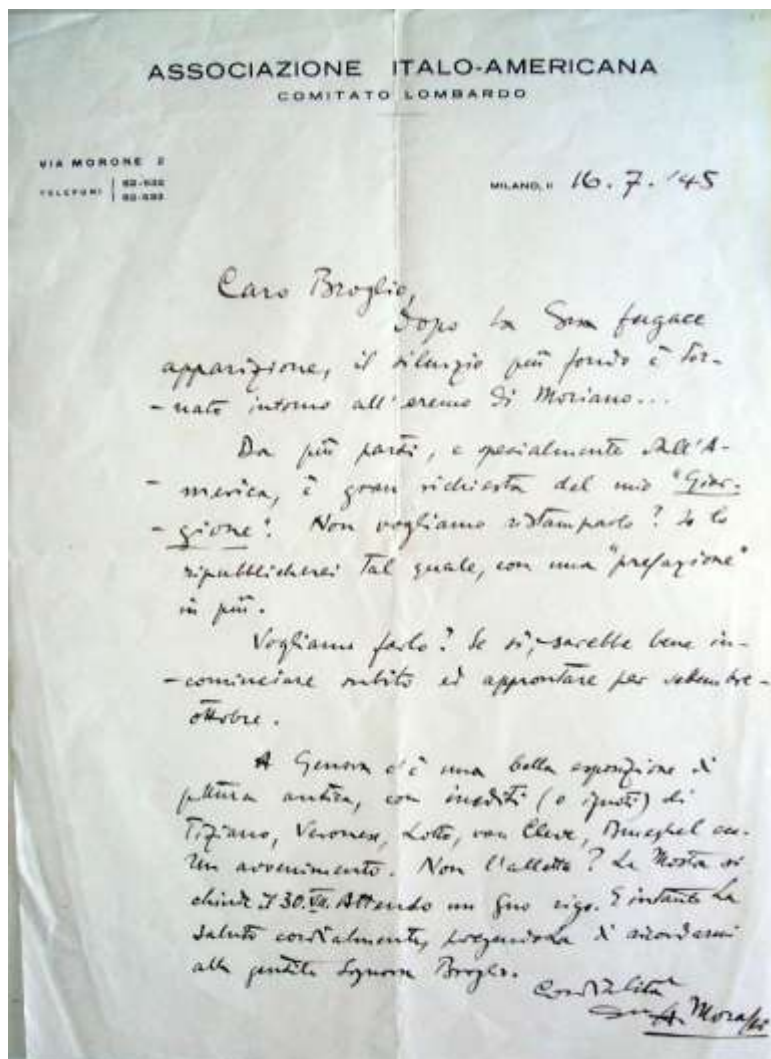 ASSOCIAZIONE ITALO-AMERICANA
COMITATO LOMBARDO
VIA MORONE 2
TELEFONI
MILANO, II 16.7.'45
Caro Broglio,
Dopo la Sua fugace
apparizione, il silenzio più fondo è tor-
-nato intorno all'eremo di Moriano...
Da più parti, e specialmente dall'A-
-merica, è gran richiesta del mio "Gior-
-gione". Non vogliamo ristamparlo? Io lo
ripubblicherei tal quale, con una "prefazione"
in più.
Vogliamo farlo? Se sì, sarebbe bene in-
-cominciare subito ed approntare per settembre-
ottobre.
A Genova c'è una bella esposizione di
pittura antica, con inediti (o ignoti) di
Tiziano, Veronese, Lotto, van Cleve, Brueghel ecc.
Un avvenimento. Non l'alletta? La Mostra si
chiude il 30.VII. Attendo un Suo rigo. E intanto La
saluto cordialmente, pregandola di ricordarmi
alla gentile Signora Broglio.
Cordialità
A. Morassi